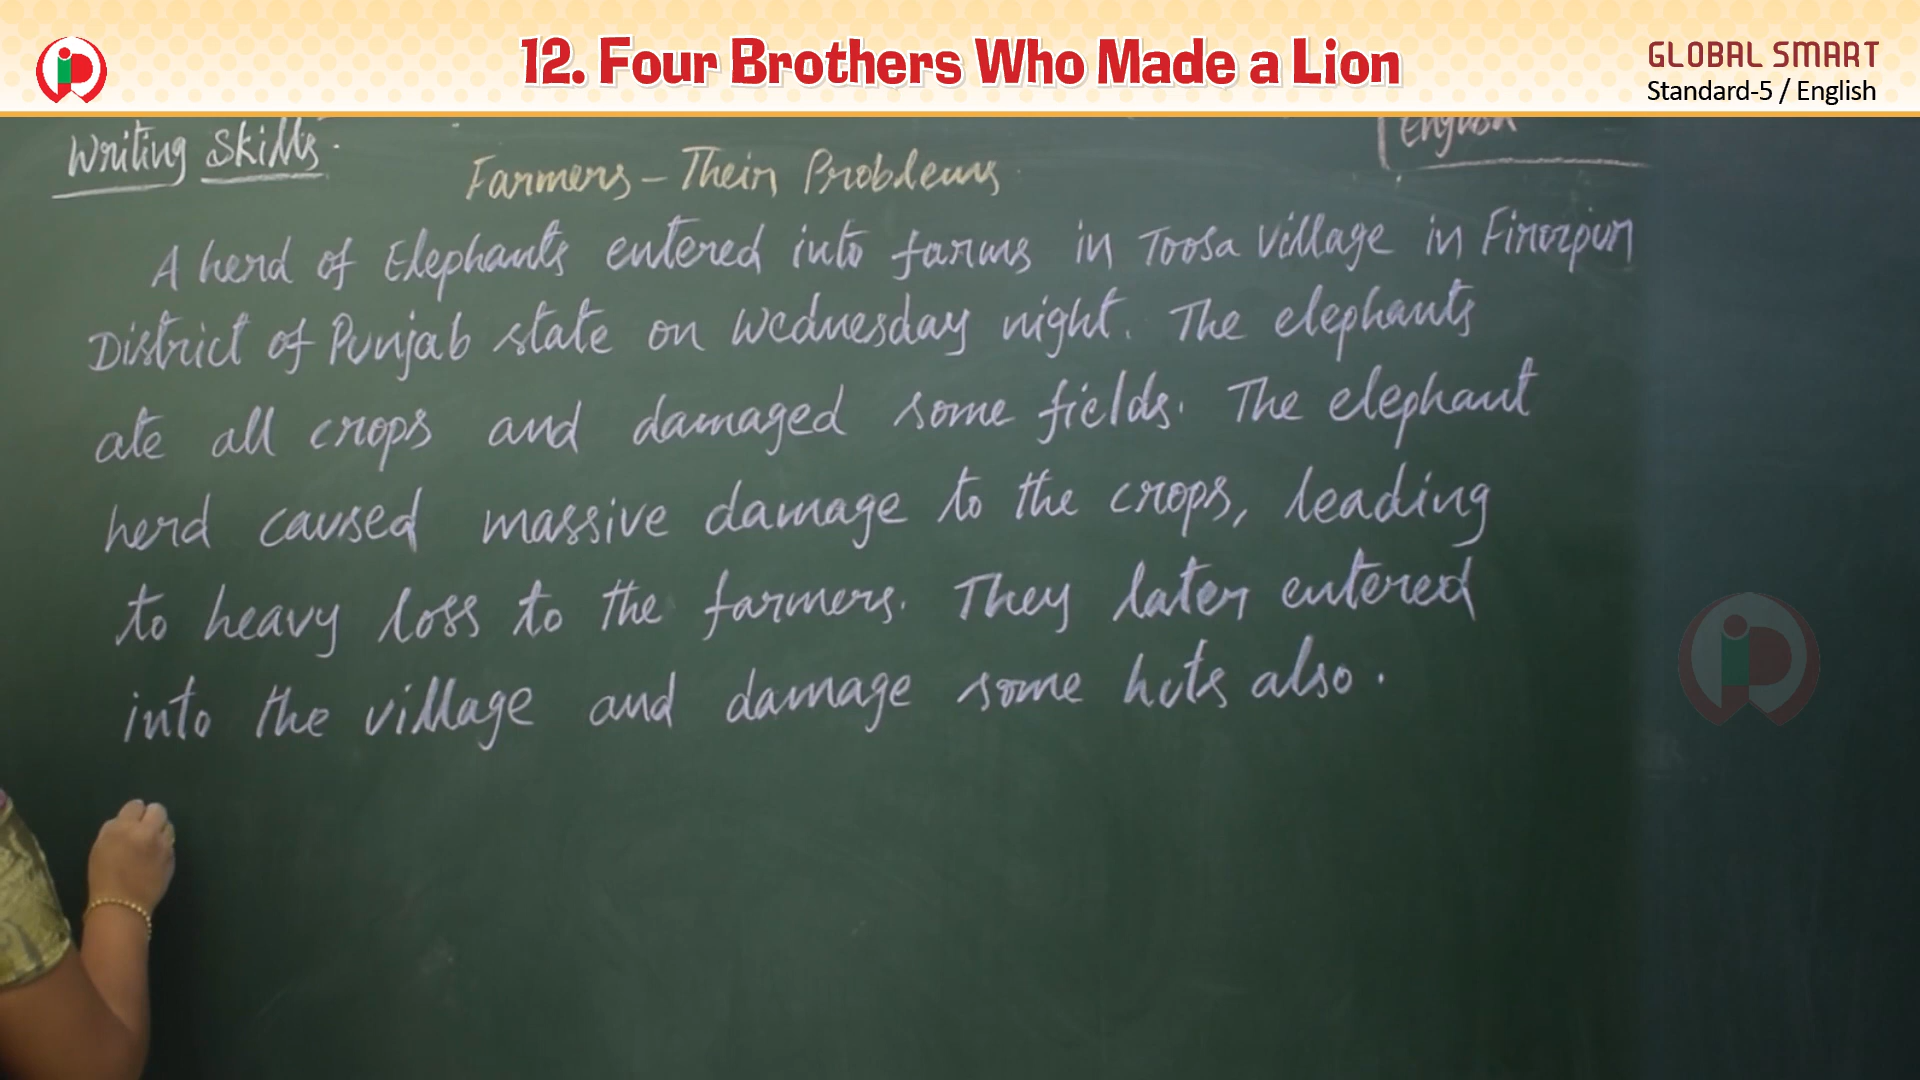 12. Four Brothers Who Made a Lion
GLOBAL SMART
Standard-5 / English
Writing Skills.
English
Farmers - Their Problems
A herd of Elephants entered into farms in Toosa Village in Firozpur
District of Punjab state on Wednesday night. The elephants
ate all crops and damaged some fields. The elephant
herd caused massive damage to the crops, leading
to heavy loss to the farmers. They later entered
into the village and damage some huts also.